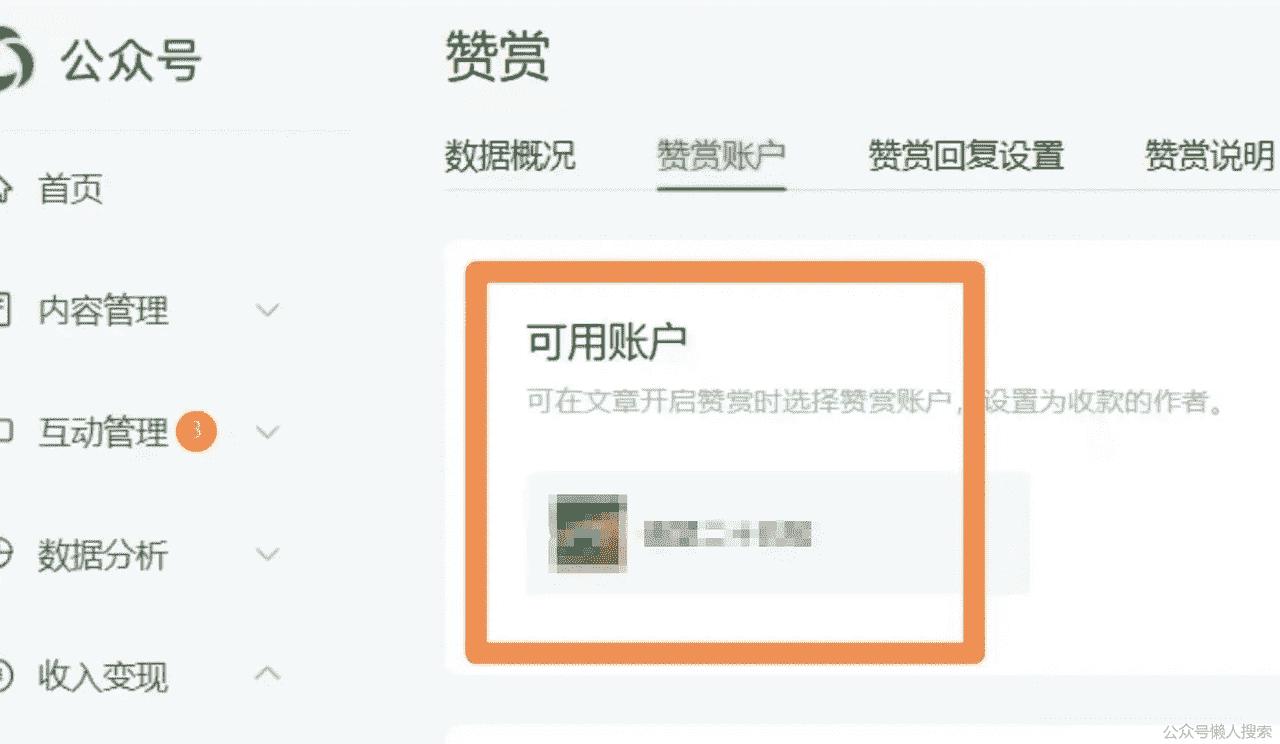 公众号
赞赏
数据概况 赞赏账户 赞赏回复设置 赞赏说明
首页
内容管理
互动管理 3
数据分析
收入变现
可用账户
可在文章开启赞赏时选择赞赏账户，设置为收款的作者。
公众号懒人搜索